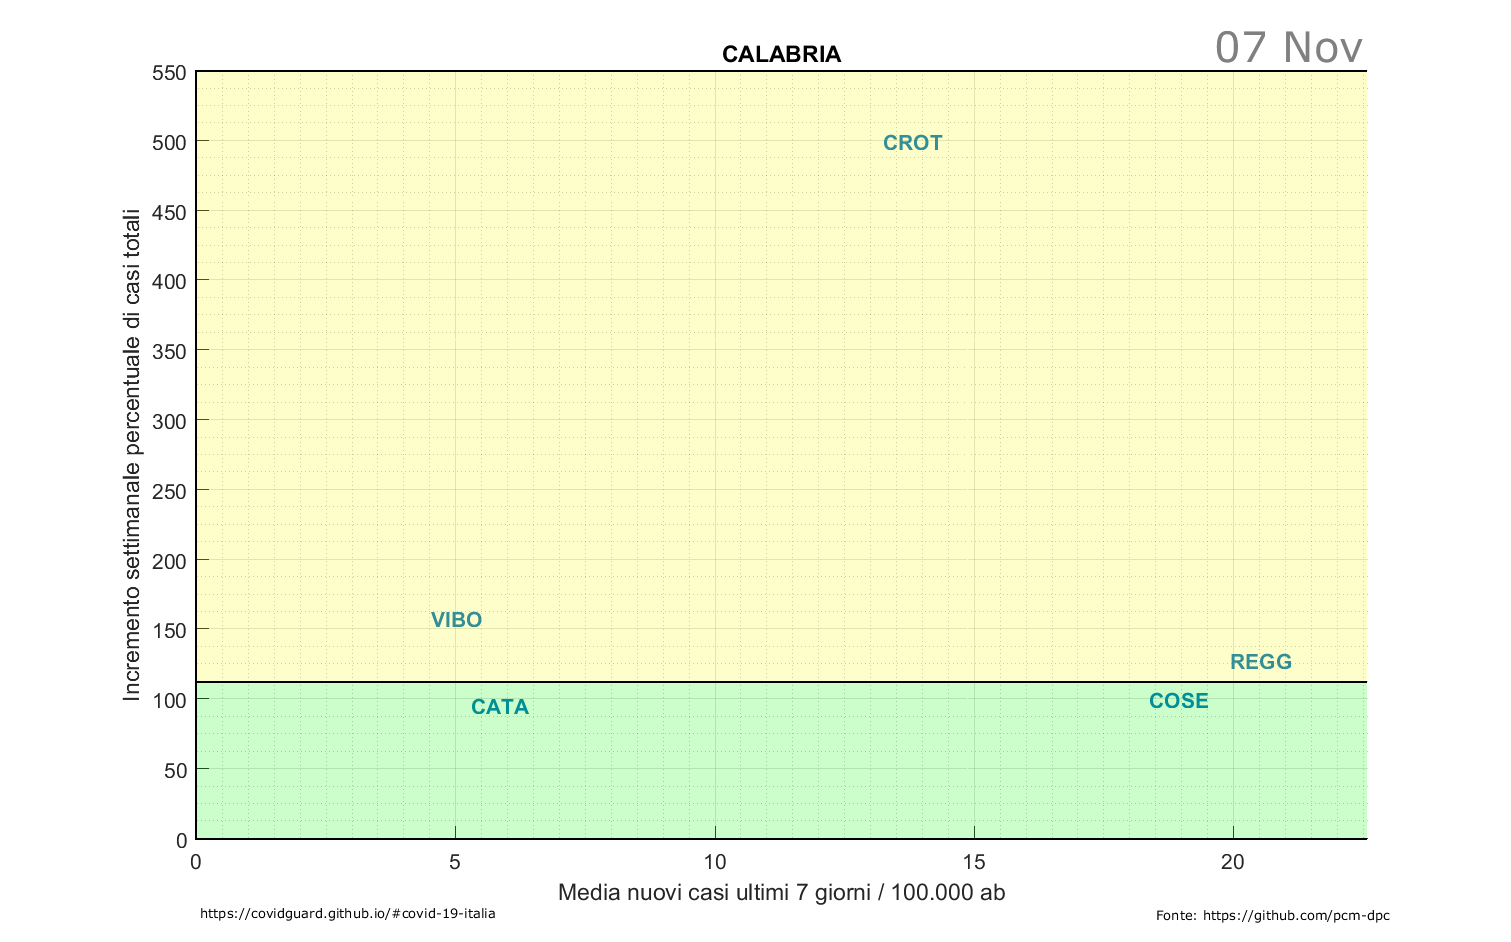 CALABRIA
07 Nov
550
500
450
400
350
300
250
200
150
100
50
0
Incremento settimanale percentuale di casi totali
CROT
VIBO
REGG
CATA
COSE
0 5 10 15 20
Media nuovi casi ultimi 7 giorni / 100.000 ab
https://covidguard.github.io/#covid-19-italia
Fonte: https://github.com/pcm-dpc